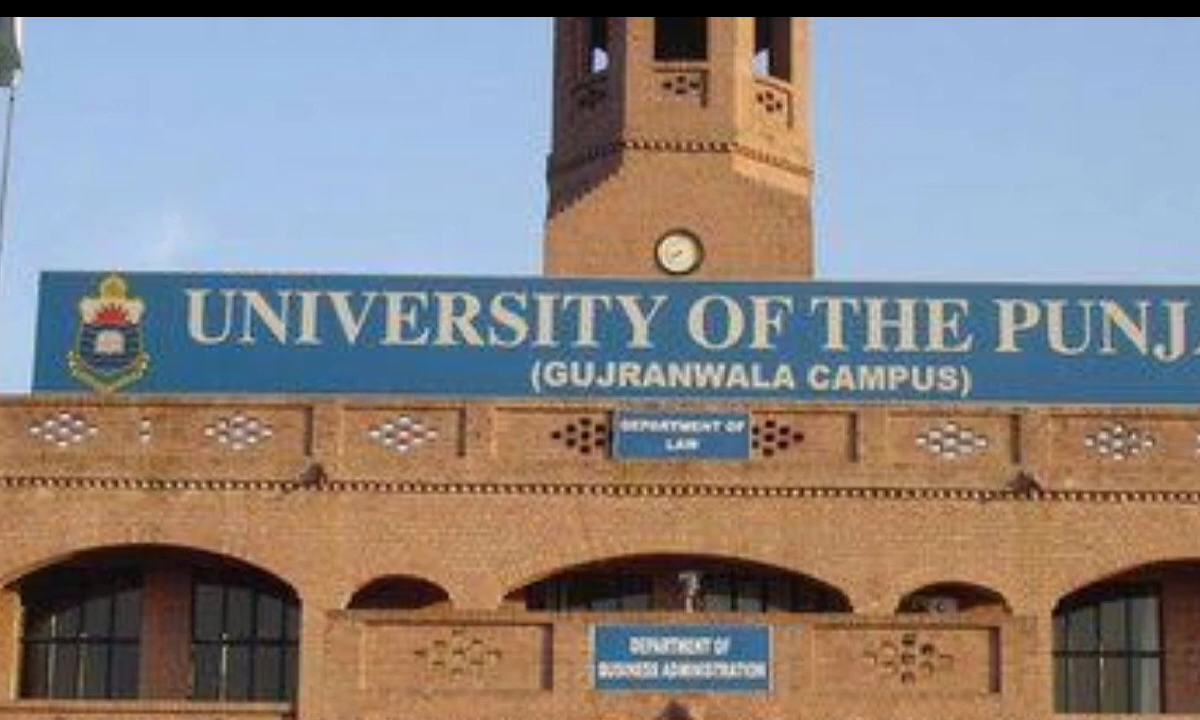 UNIVERSITY OF THE PUNJ
(GUJRANWALA CAMPUS)
DEPARTMENT OF
LAW
DEPARTMENT OF
BUSINESS ADMINISTRATION